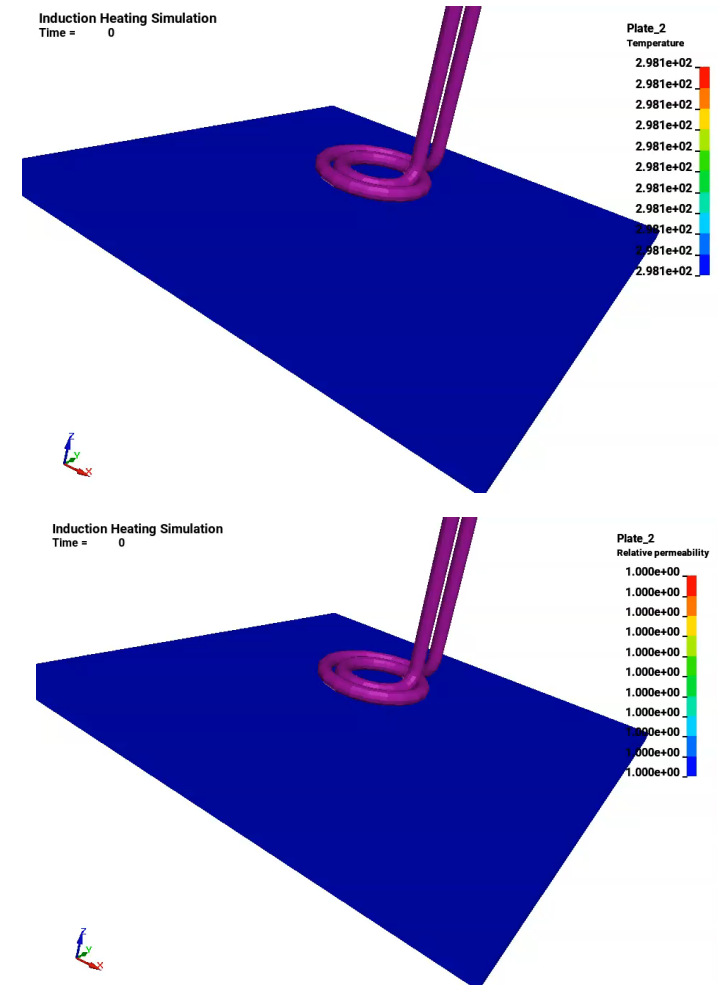 Induction Heating Simulation
Time = 0
Plate_2
Temperature
2.981e+02
2.981e+02
2.981e+02
2.981e+02
2.981e+02
2.981e+02
2.981e+02
2.981e+02
2.981e+02
2.981e+02
2.981e+02
Z
Y
X
Induction Heating Simulation
Time = 0
Plate_2
Relative permeability
1.000e+00
1.000e+00
1.000e+00
1.000e+00
1.000e+00
1.000e+00
1.000e+00
1.000e+00
1.000e+00
1.000e+00
1.000e+00
Z
Y
X